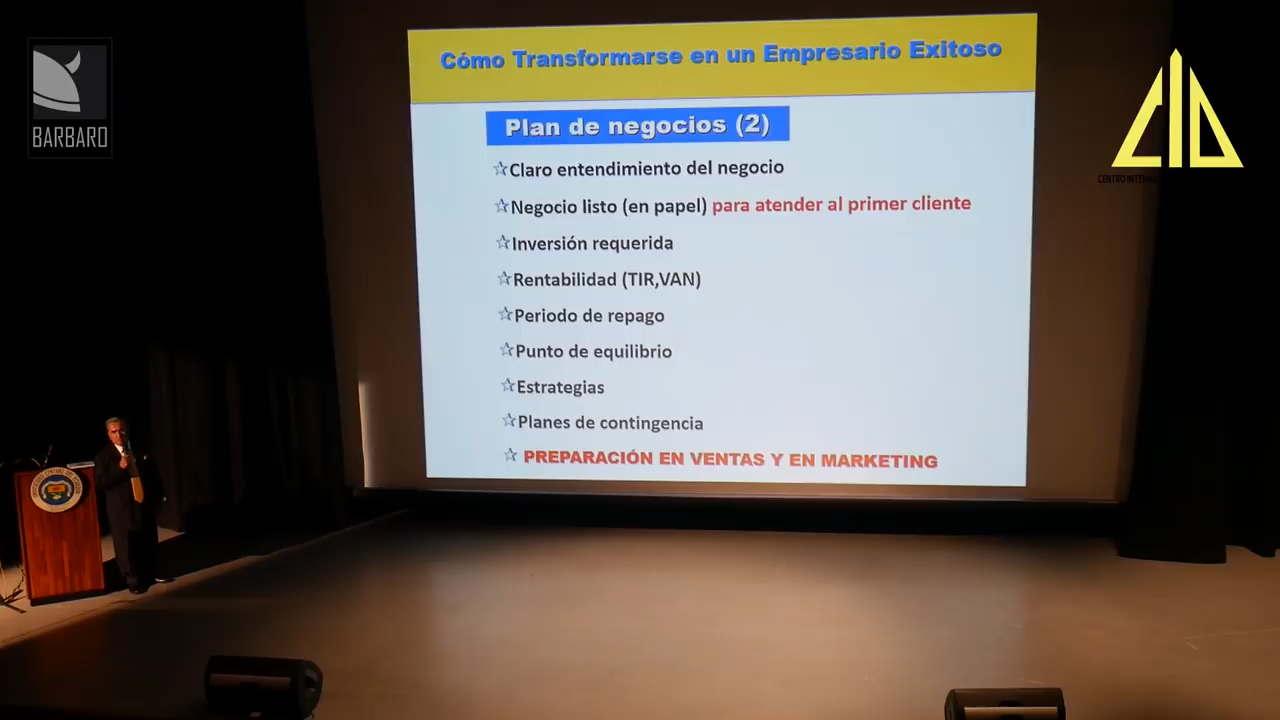 BARBARO
Cómo Transformarse en un Empresario Exitoso
Plan de negocios (2)
☆Claro entendimiento del negocio
☆Negocio listo (en papel) para atender al primer cliente
☆Inversión requerida
☆Rentabilidad (TIR,VAN)
☆Periodo de repago
☆Punto de equilibrio
☆Estrategias
☆Planes de contingencia
☆ PREPARACIÓN EN VENTAS Y EN MARKETING
CID
CENTRO